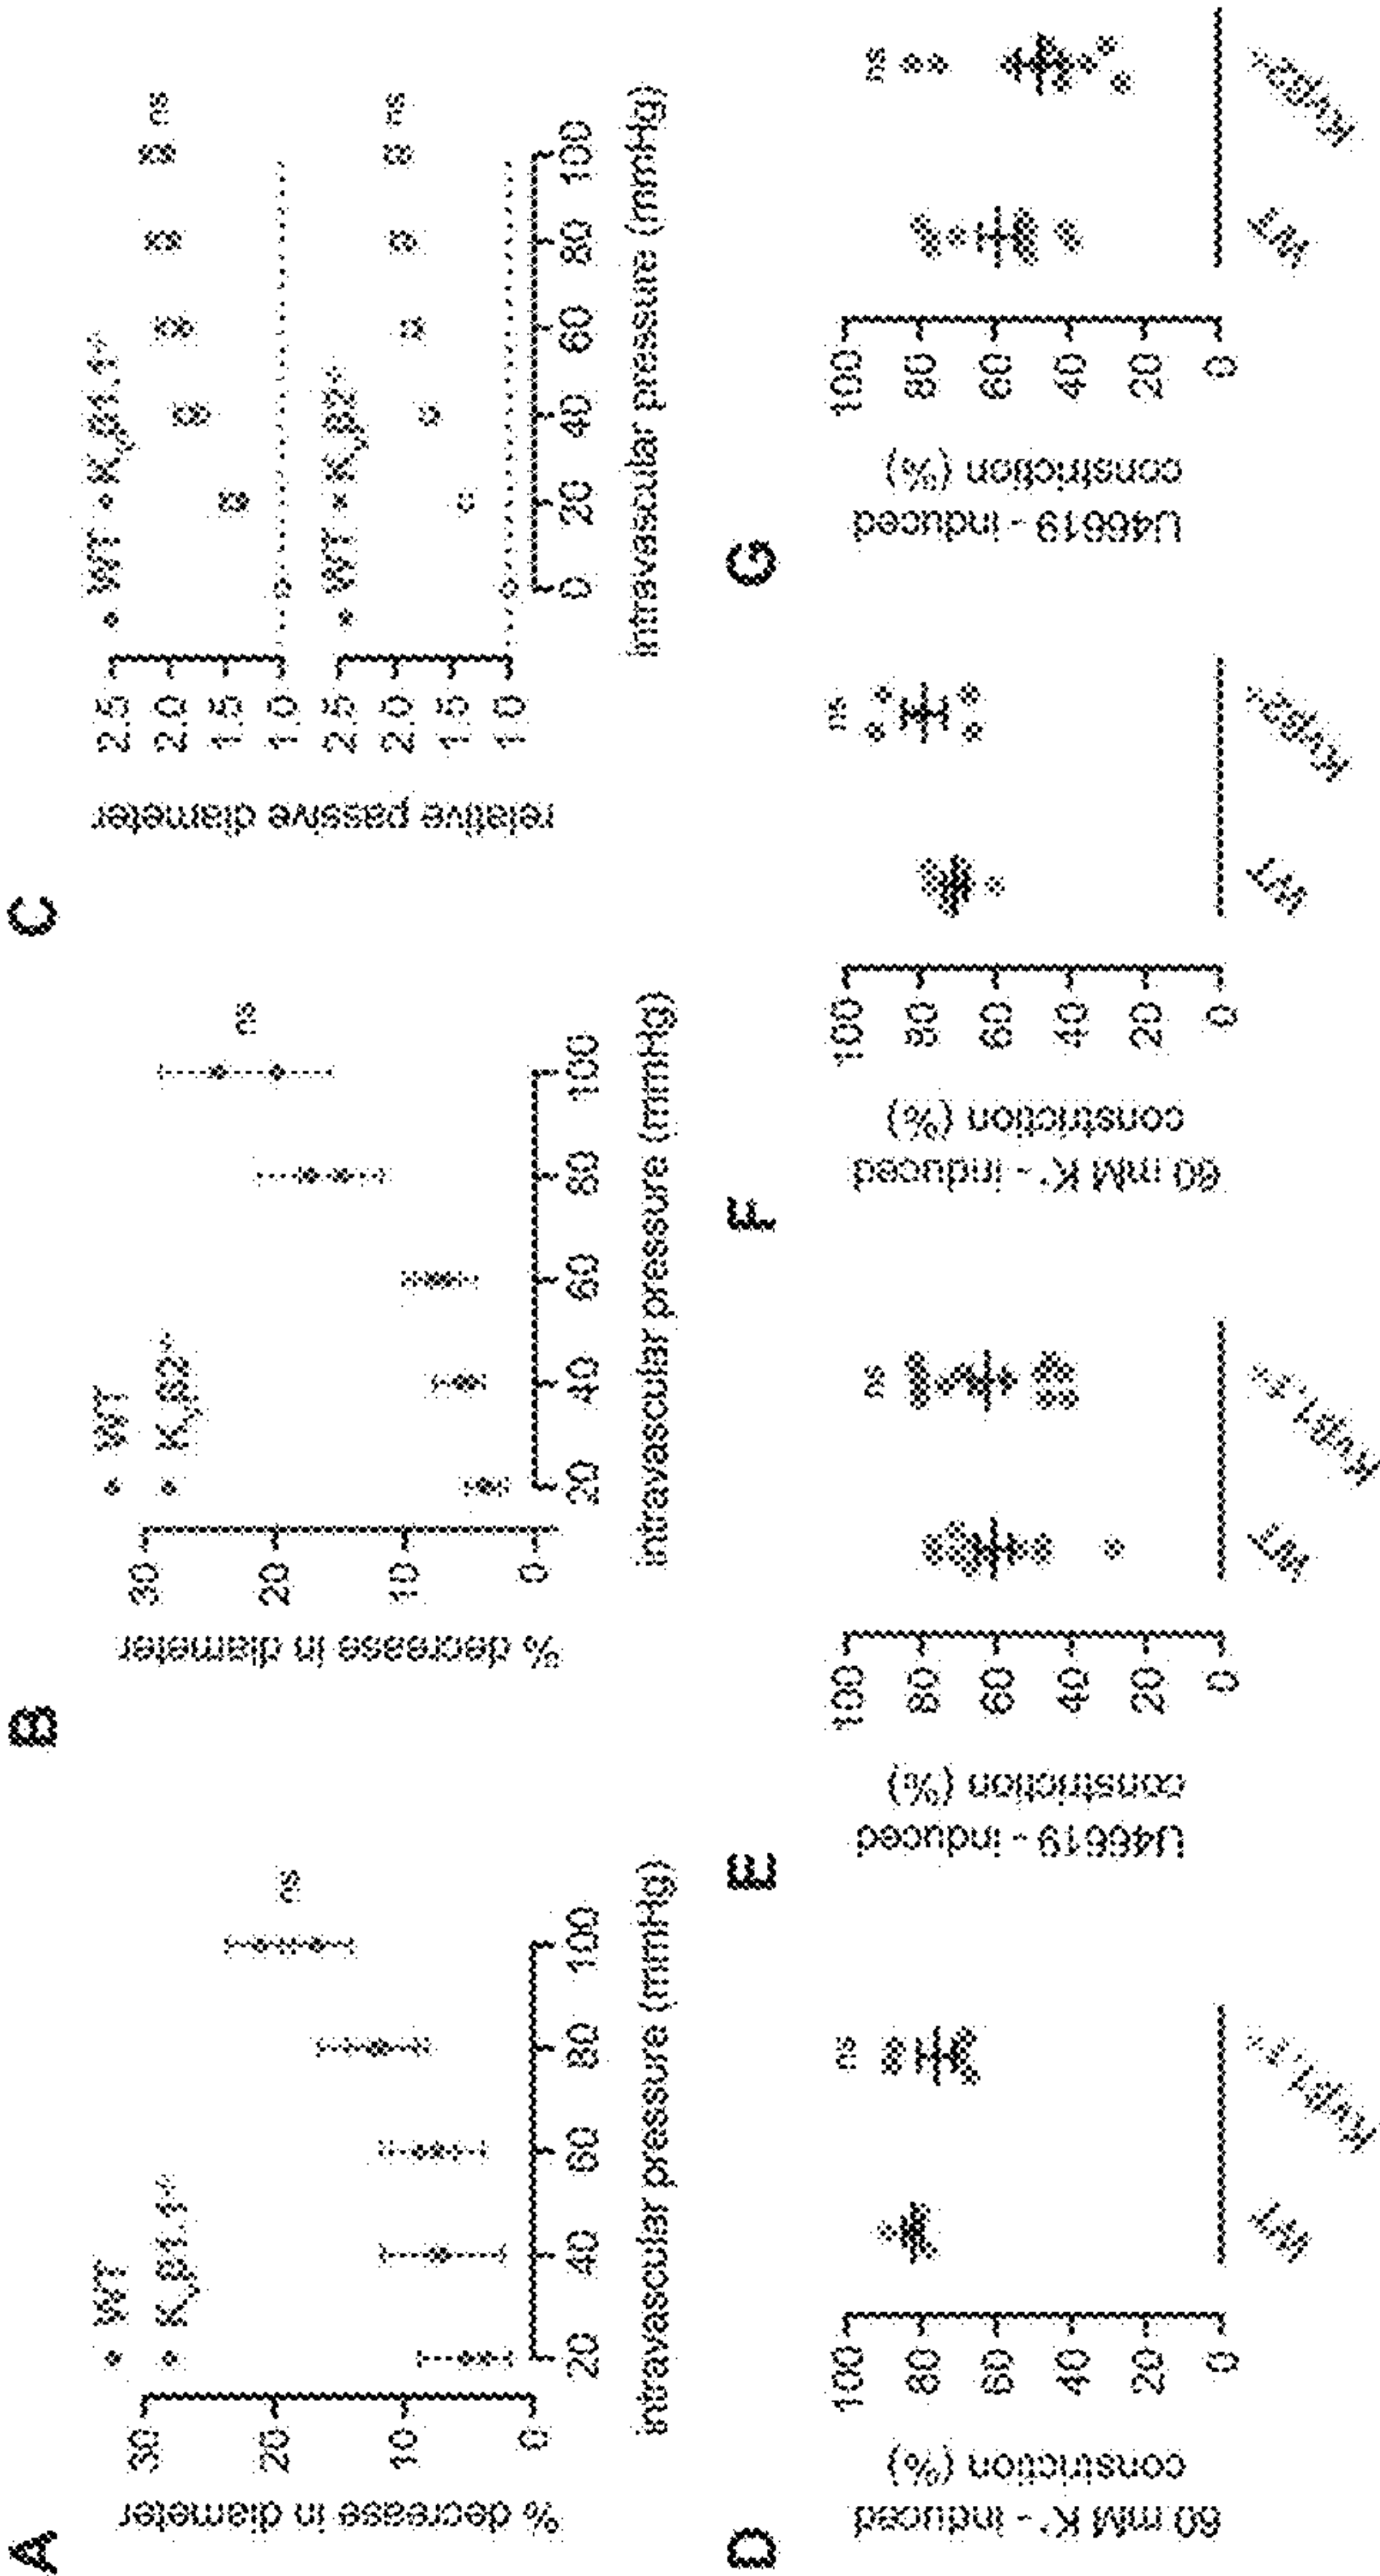 A
% decrease in diameter
30
20
10
0
WT
Kᵥβ1.1⁻/⁻
ns
20 40 60 80 100
intravascular pressure (mmHg)
B
% decrease in diameter
30
20
10
0
WT
Kᵥβ2⁻/⁻
ns
20 40 60 80 100
intravascular pressure (mmHg)
C
relative passive diameter
2.5
2.0
1.5
1.0
WT Kᵥβ1.1⁻/⁻
ns
2.5
2.0
1.5
1.0
WT Kᵥβ2⁻/⁻
ns
0 20 40 60 80 100
intravascular pressure (mmHg)
D
60 mM K⁺ - induced
constriction (%)
100
80
60
40
20
0
ns
WT
Kvβ1.1⁻/⁻
E
U46619 - induced
constriction (%)
100
80
60
40
20
0
ns
WT
Kvβ1.1⁻/⁻
F
60 mM K⁺ - induced
constriction (%)
100
80
60
40
20
0
ns
WT
Kvβ2⁻/⁻
G
U46619 - induced
constriction (%)
100
80
60
40
20
0
ns
WT
Kvβ2⁻/⁻